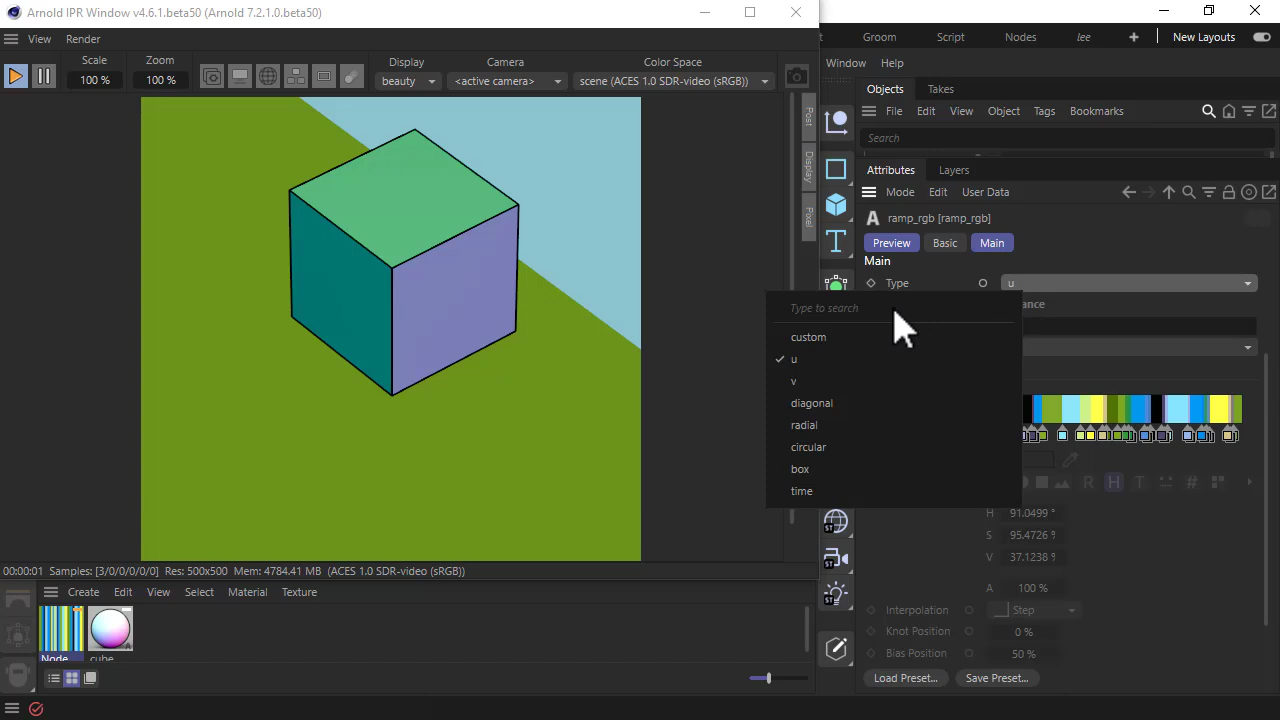 Arnold IPR Window v4.6.1.beta50 (Arnold 7.2.1.0.beta50)
View Render
Scale Zoom Display Camera Color Space
100 % 100 % beauty <active camera> scene (ACES 1.0 SDR-video (sRGB))
Post
Display
Pixel
00:00:01 Samples: [3/0/0/0/0/0] Res: 500x500 Mem: 4784.41 MB (ACES 1.0 SDR-video (sRGB))
Create Edit View Select Material Texture
Node cube
Groom Script Nodes lee + New Layouts
Window Help
Objects Takes
File Edit View Object Tags Bookmarks
Search
Attributes Layers
Mode Edit User Data
ramp_rgb [ramp_rgb]
Preview Basic Main
Main
Type u
Type to search
custom
u
v
diagonal
radial
circular
box
time
R H T #
H 91.0499 °
S 95.4726 %
V 37.1238 %
A 100 %
Interpolation Step
Knot Position 0 %
Bias Position 50 %
Load Preset... Save Preset...
ST
ST
ST